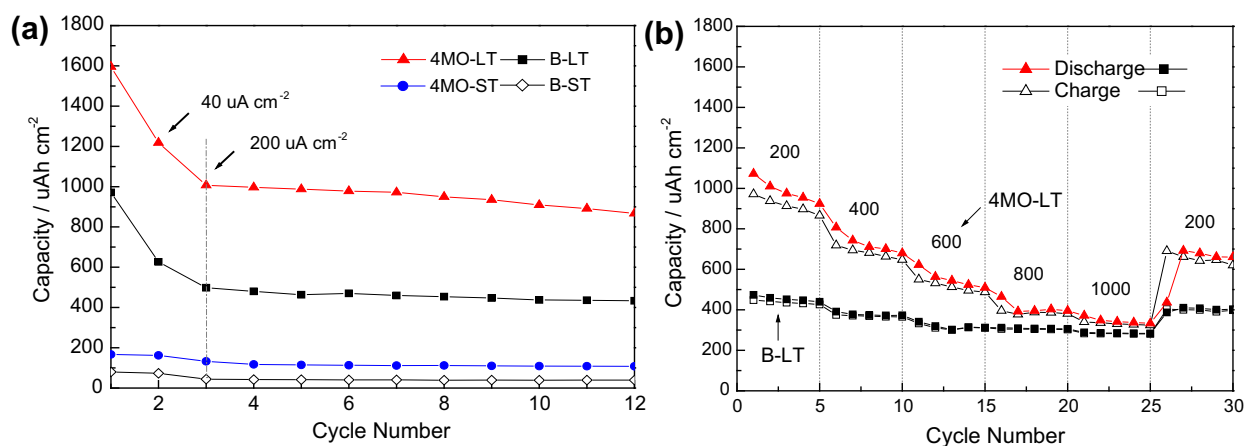 (a)
1800
1600
1400
1200
1000
800
600
400
200
0
Capacity / uAh cm-2
4MO-LT B-LT
4MO-ST B-ST
40 uA cm-2
200 uA cm-2
2 4 6 8 10 12
Cycle Number
(b)
1800
1600
1400
1200
1000
800
600
400
200
0
Capacity / uAh cm-2
Discharge
Charge
200
400
4MO-LT
600
800
1000
200
B-LT
0 5 10 15 20 25 30
Cycle Number